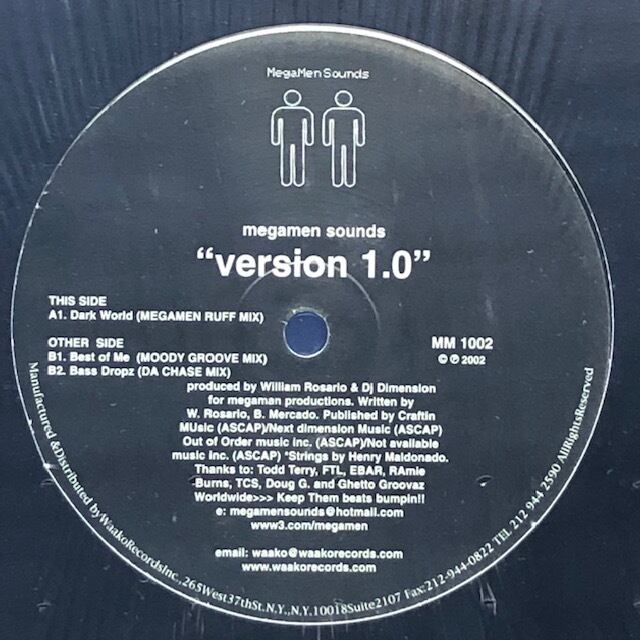 MegaMen Sounds
megamen sounds
“version 1.0”
THIS SIDE
A1. Dark World (MEGAMEN RUFF MIX)
OTHER SIDE
B1. Best of Me (MOODY GROOVE MIX)
B2. Bass Dropz (DA CHASE MIX)
MM 1002
© ℗ 2002
produced by William Rosario & Dj Dimension
for megaman productions. Written by
W. Rosario, B. Mercado. Published by Craftin
MUsic (ASCAP)/Next dimension Music (ASCAP)
Out of Order music Inc. (ASCAP)/Not available
music Inc. (ASCAP) *Strings by Henry Maldonado.
Thanks to: Todd Terry, FTL, EBAR, RAmie
Burns, TCS, Doug G. and Ghetto Groovaz
Worldwide>>> Keep Them beats bumpin!!
e: megamensounds@hotmail.com
www3.com/megamen
email: waako@waakorecords.com
www.waakorecords.com
Manufactured &Distributed byWaakoRecordsInc.,265West37thSt.N.Y.,N.Y.10018Suite2107 Fax:212-944-0822 TEL 212 944 2590 AllRightsReserved